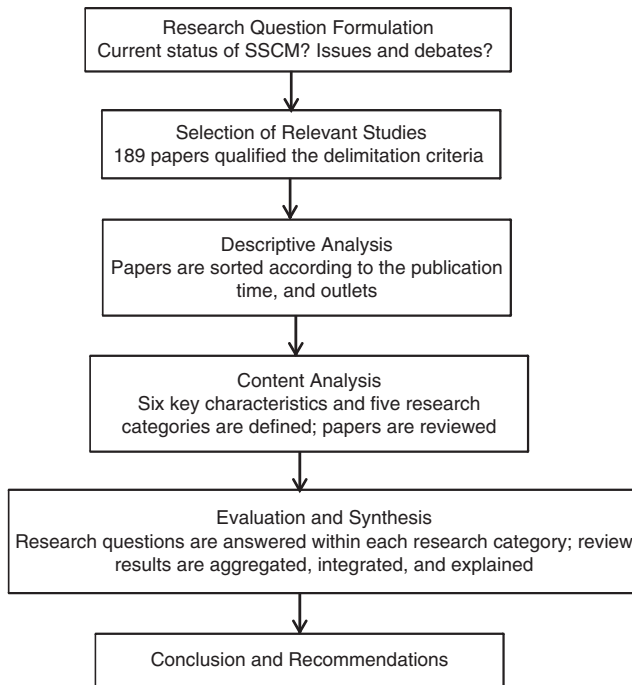 Research Question Formulation
Current status of SSCM? Issues and debates?
Selection of Relevant Studies
189 papers qualified the delimitation criteria
Descriptive Analysis
Papers are sorted according to the publication
time, and outlets
Content Analysis
Six key characteristics and five research
categories are defined; papers are reviewed
Evaluation and Synthesis
Research questions are answered within each research category; review
results are aggregated, integrated, and explained
Conclusion and Recommendations